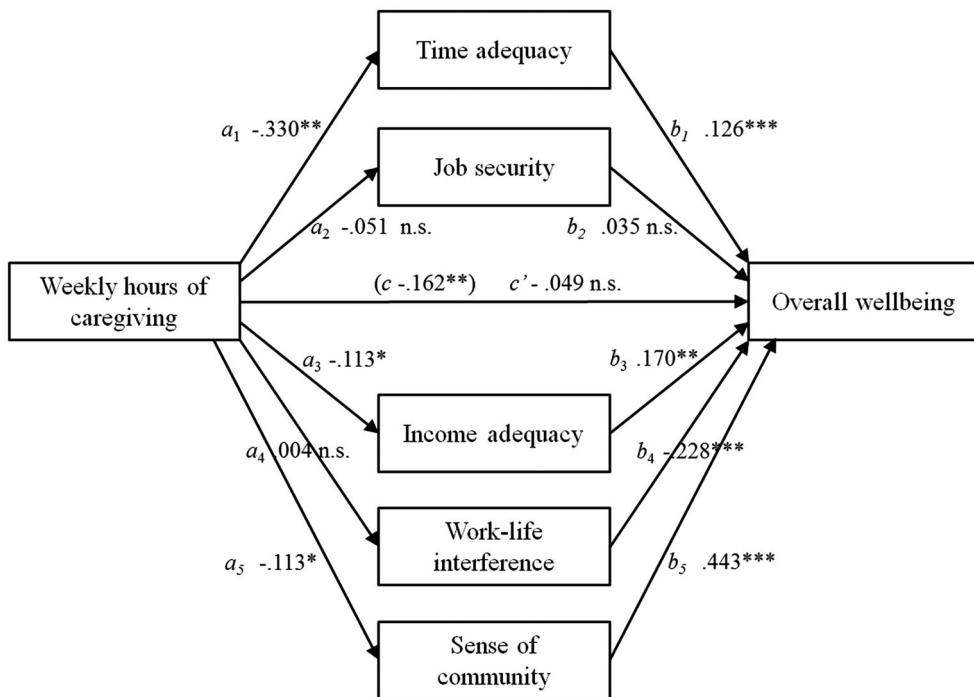 Time adequacy
a₁ -.330**
b₁ .126***
Job security
a₂ -.051 n.s.
b₂ .035 n.s.
Weekly hours of
caregiving
(c -.162**) c’ - .049 n.s.
Overall wellbeing
a₃ -.113*
b₃ .170**
Income adequacy
a₄ .004 n.s.
b₄ -.228***
Work-life
interference
a₅ -.113*
b₅ .443***
Sense of
community